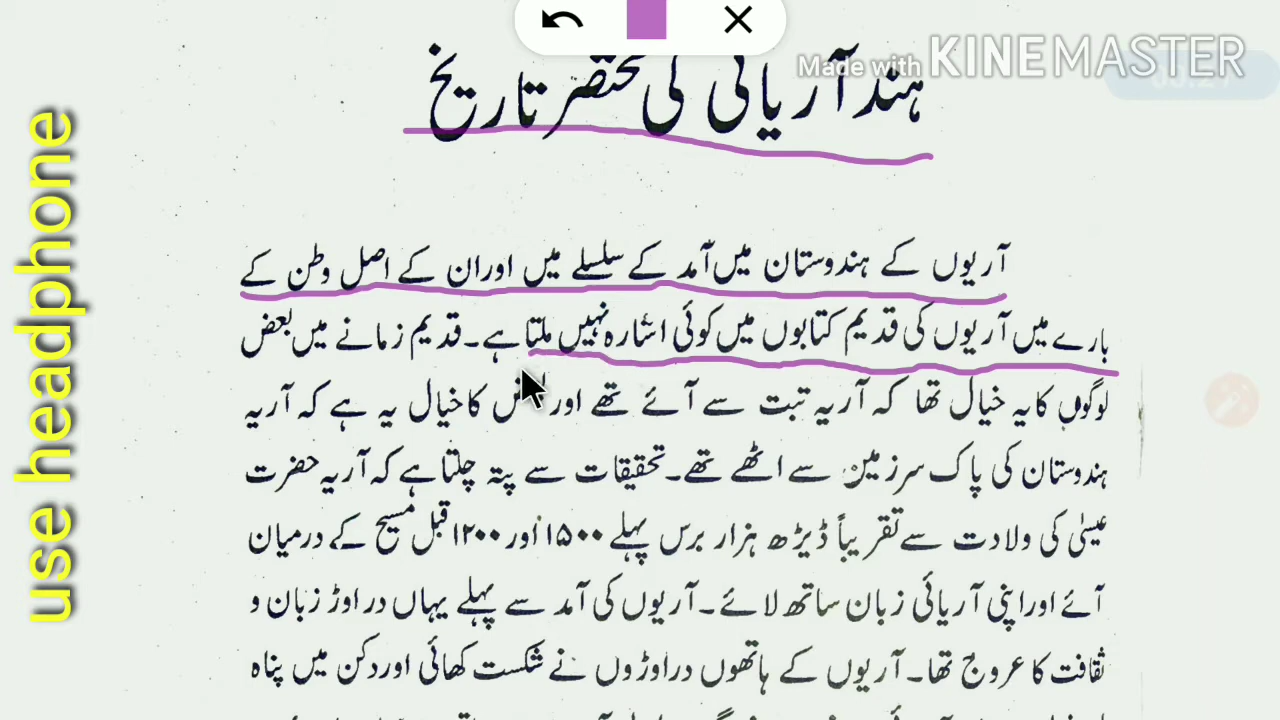 Made with KINEMASTER
ہند آریائی کی مختصر تاریخ
use headphone
آریوں کے ہندوستان میں آمد کے سلسلے میں اور ان کے اصل وطن کے
بارے میں آریوں کی قدیم کتابوں میں کوئی اشارہ نہیں ملتا ہے۔ قدیم زمانے میں بعض
لوگوں کا یہ خیال تھا کہ آریہ تبت سے آئے تھے اور کا خیال یہ ہے کہ آریہ
ہندوستان کی پاک سرزمین سے اٹھے تھے۔ تحقیقات سے پتہ چلتا ہے کہ آریہ حضرت
عیسیٰ کی ولادت سے تقریباً ڈیڑھ ہزار برس پہلے ۱۵۰۰ اور ۱۲۰۰ قبل مسیح کے درمیان
آئے اور اپنی آریائی زبان ساتھ لائے۔ آریوں کی آمد سے پہلے یہاں دراوڑ زبان و
ثقافت کا عروج تھا۔ آریوں کے ہاتھوں دراوڑوں نے شکست کھائی اور دکن میں پناہ